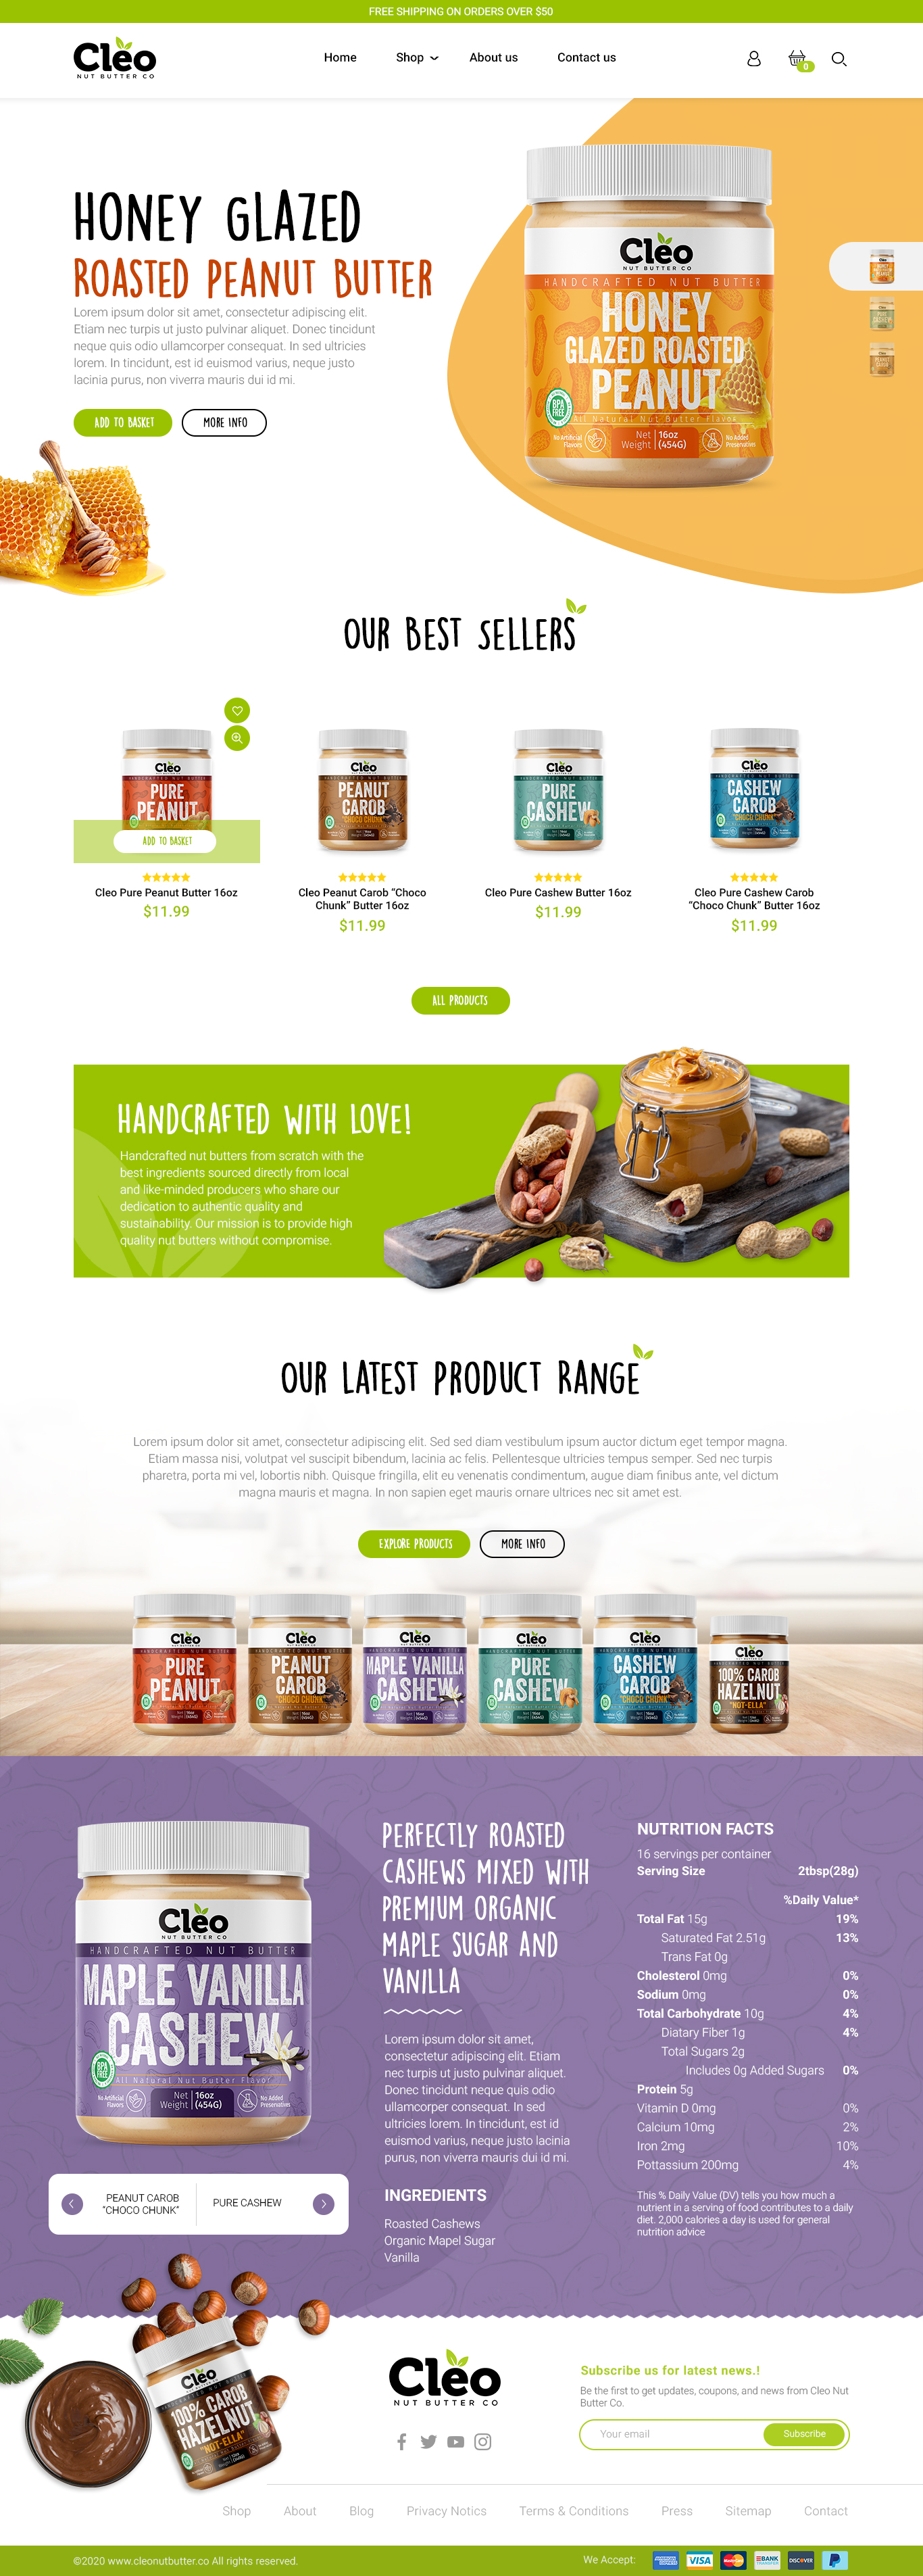 FREE SHIPPING ON ORDERS OVER $50
Cleo
NUT BUTTER CO
Home
Shop
About us
Contact us
0
HONEY GLAZED
ROASTED PEANUT BUTTER
Lorem ipsum dolor sit amet, consectetur adipiscing elit.
Etiam nec turpis ut justo pulvinar aliquet. Donec tincidunt
neque quis odio ullamcorper consequat. In sed ultricies
lorem. In tincidunt, est id euismod varius, neque justo
lacinia purus, non viverra mauris dui id mi.
ADD TO BASKET
MORE INFO
Cleo
NUT BUTTER CO
HANDCRAFTED NUT BUTTER
HONEY
GLAZED ROASTED
PEANUT
BPA
FREE
All Natural Nut Butter Flavor
No Artificial
Flavors
Net
Weight
16oz
(454G)
No Added
Preservation
OUR BEST SELLERS
Cleo
PURE
PEANUT
ADD TO BASKET
Cleo Pure Peanut Butter 16oz
$11.99
Cleo
HANDCRAFTED NUT BUTTER
PEANUT
CAROB
"CHOCO CHUNK"
Cleo Peanut Carob "Choco
Chunk" Butter 16oz
$11.99
Cleo
HANDCRAFTED NUT BUTTER
PURE
CASHEW
Cleo Pure Cashew Butter 16oz
$11.99
Cleo
HANDCRAFTED NUT BUTTER
CASHEW
CAROB
"CHOCO CHUNK"
Cleo Pure Cashew Carob
"Choco Chunk" Butter 16oz
$11.99
ALL PRODUCTS
HANDCRAFTED WITH LOVE!
Handcrafted nut butters from scratch with the
best ingredients sourced directly from local
and like-minded producers who share our
dedication to authentic quality and
sustainability. Our mission is to provide high
quality nut butters without compromise.
OUR LATEST PRODUCT RANGE
Lorem ipsum dolor sit amet, consectetur adipiscing elit. Sed sed diam vestibulum ipsum auctor dictum eget tempor magna.
Etiam massa nisi, volutpat vel suscipit bibendum, lacinia ac felis. Pellentesque ultricies tempus semper. Sed nec turpis
pharetra, porta mi vel, lobortis nibh. Quisque fringilla, elit eu venenatis condimentum, augue diam finibus ante, vel dictum
magna mauris et magna. In non sapien eget mauris ornare ultrices nec sit amet est.
EXPLORE PRODUCTS
MORE INFO
Cleo
PURE
PEANUT
Cleo
PEANUT
CAROB
"CHOCO CHUNK"
Cleo
MAPLE VANILLA
CASHEW
Cleo
PURE
CASHEW
Cleo
CASHEW
CAROB
"CHOCO CHUNK"
Cleo
100% CAROB
HAZELNUT
"NOT-ELLA"
Cleo
NUT BUTTER CO
HANDCRAFTED NUT BUTTER
MAPLE VANILLA
CASHEW
BPA
FREE
All Natural Nut Butter Flavor
No Artificial
Flavors
Net
Weight
16oz
(454G)
No Added
Preservation
PEANUT CAROB
"CHOCO CHUNK"
PURE CASHEW
PERFECTLY ROASTED
CASHEWS MIXED WITH
PREMIUM ORGANIC
MAPLE SUGAR AND
VANILLA
Lorem ipsum dolor sit amet,
consectetur adipiscing elit. Etiam
nec turpis ut justo pulvinar aliquet.
Donec tincidunt neque quis odio
ullamcorper consequat. In sed
ultricies lorem. In tincidunt, est id
euismod varius, neque justo lacinia
purus, non viverra mauris dui id mi.
INGREDIENTS
Roasted Cashews
Organic Mapel Sugar
Vanilla
NUTRITION FACTS
16 servings per container
Serving Size 2tbsp(28g)
%Daily Value*
Total Fat 15g 19%
Saturated Fat 2.51g 13%
Trans Fat 0g
Cholesterol 0mg 0%
Sodium 0mg 0%
Total Carbohydrate 10g 4%
Diatary Fiber 1g 4%
Total Sugars 2g
Includes 0g Added Sugars 0%
Protein 5g
Vitamin D 0mg 0%
Calcium 10mg 2%
Iron 2mg 10%
Pottassium 200mg 4%
This % Daily Value (DV) tells you how much a
nutrient in a serving of food contributes to a daily
diet. 2,000 calories a day is used for general
nutrition advice
Cleo
100% CAROB
HAZELNUT
"NOT-ELLA"
Cleo
NUT BUTTER CO
Subscribe us for latest news.!
Be the first to get updates, coupons, and news from Cleo Nut
Butter Co.
Your email
Subscribe
Shop
About
Blog
Privacy Notics
Terms & Conditions
Press
Sitemap
Contact
©2020 www.cleonutbutter.co All rights reserved.
We Accept:
VISA
BANK
DISCOVER